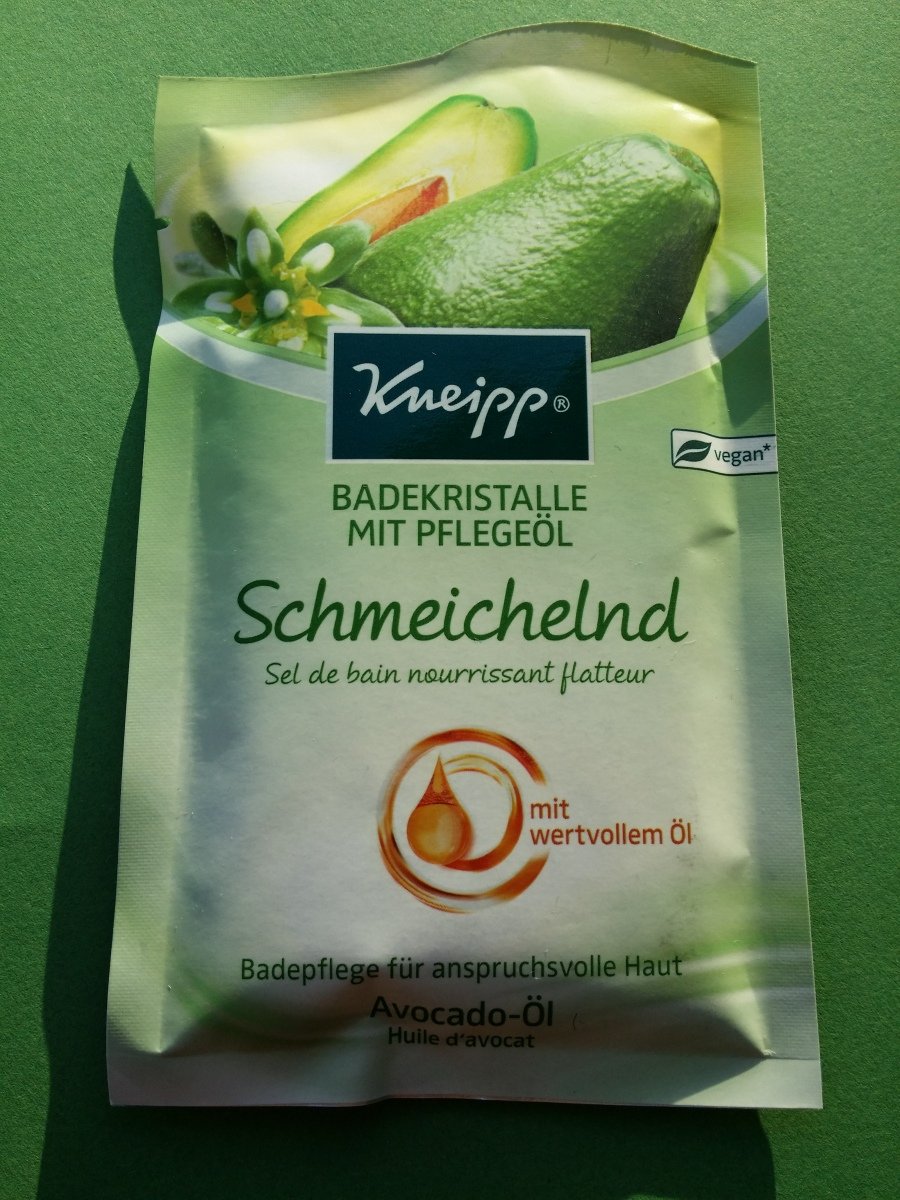 Kneipp®
vegan*
BADEKRISTALLE
MIT PFLEGEÖL
Schmeichelnd
Sel de bain nourrissant flatteur
mit
wertvollem Öl
Badepflege für anspruchsvolle Haut
Avocado-Öl
Huile d'avocat